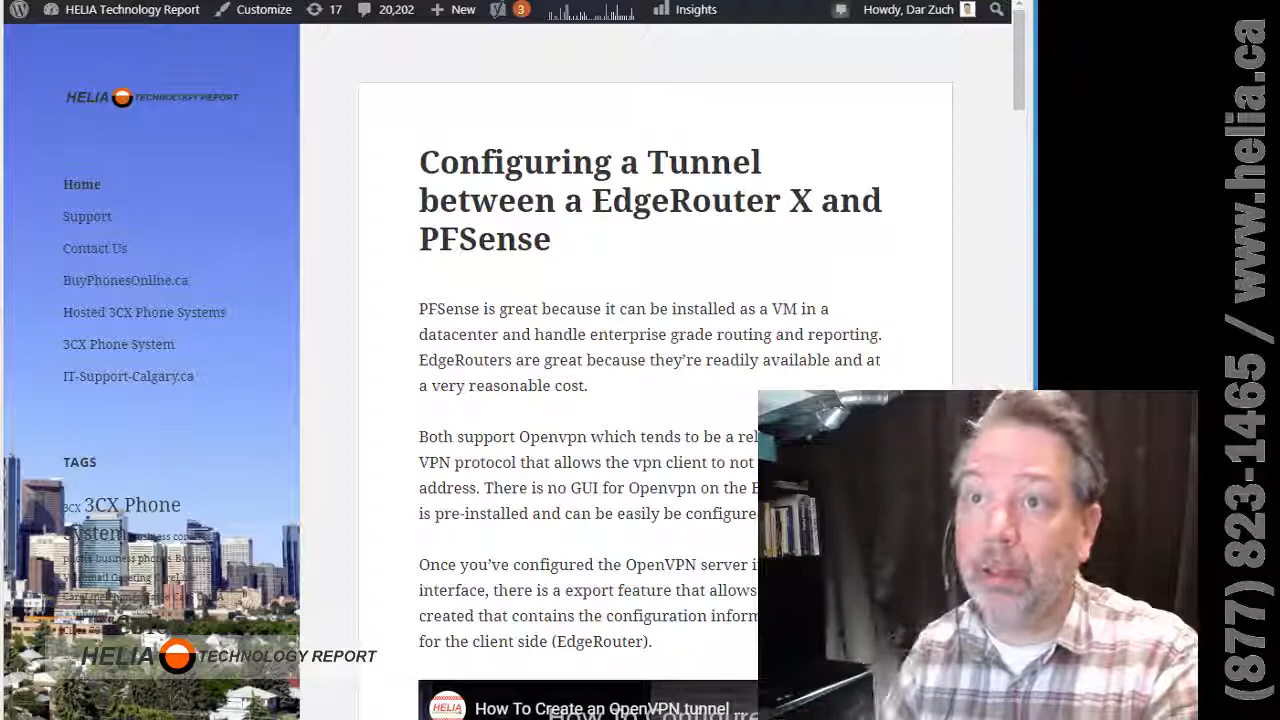 HELIA Technology Report
Customize
17
20,202
New
3
Insights
Howdy, Dar Zuch
HELIA TECHNOLOGY REPORT
Home
Support
Contact Us
BuyPhonesOnline.ca
Hosted 3CX Phone Systems
3CX Phone System
IT-Support-Calgary.ca
TAGS
3CX 3CX Phone
System
HELIA TECHNOLOGY REPORT
Configuring a Tunnel
between a EdgeRouter X and
PFSense
PFSense is great because it can be installed as a VM in a
datacenter and handle enterprise grade routing and reporting.
EdgeRouters are great because they’re readily available and at
a very reasonable cost.
Both support Openvpn which tends to be a
VPN protocol that allows the vpn client to not
address. There is no GUI for Openvpn on the
is pre-installed and can be easily be
Once you’ve configured the OpenVPN server
interface, there is a export feature that allows
created that contains the configuration
for the client side (EdgeRouter).
HELIA
How To Create an OpenVPN tunnel
(877) 823-1465 / www.helia.ca